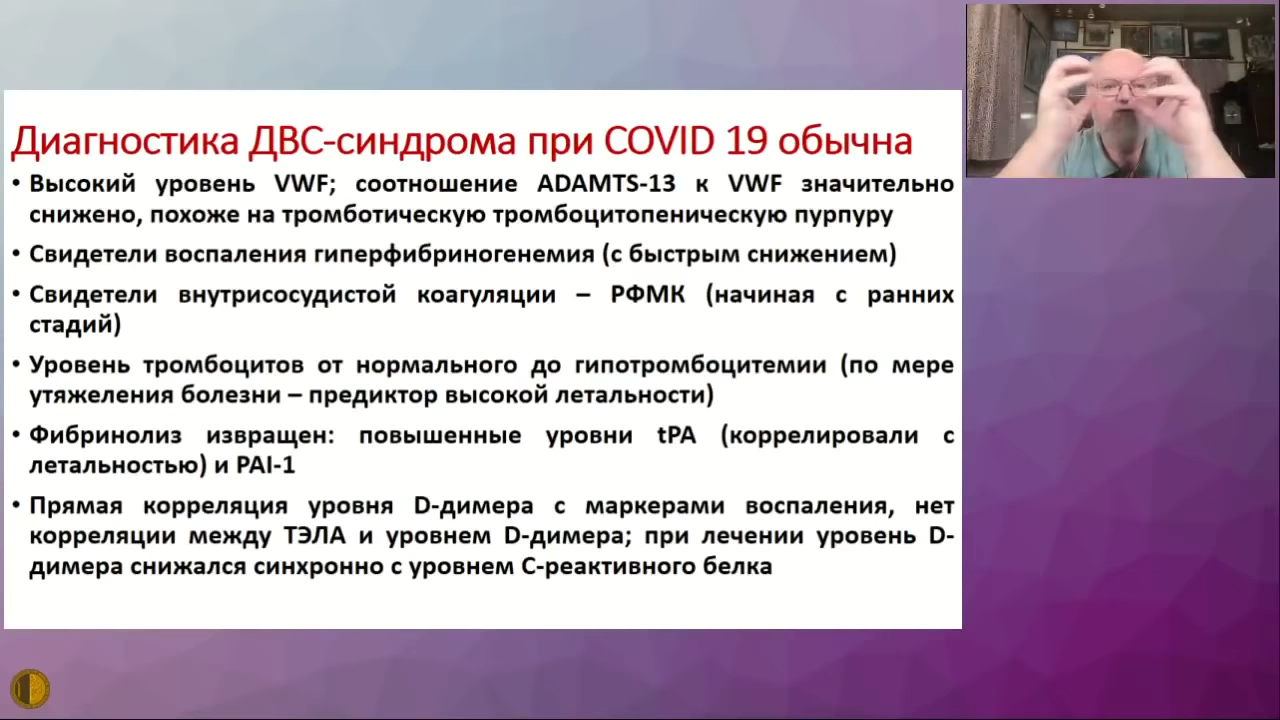 Диагностика ДВС-синдрома при COVID 19 обычна
• Высокий уровень VWF; соотношение ADAMTS-13 к VWF значительно
снижено, похоже на тромботическую тромбоцитопеническую пурпуру
• Свидетели воспаления гиперфибриногенемия (с быстрым снижением)
• Свидетели внутрисосудистой коагуляции – РФМК (начиная с ранних
стадий)
• Уровень тромбоцитов от нормального до гипотромбоцитемии (по мере
утяжеления болезни – предиктор высокой летальности)
• Фибринолиз извращен: повышенные уровни tPA (коррелировали с
летальностью) и PAI-1
• Прямая корреляция уровня D-димера с маркерами воспаления, нет
корреляции между ТЭЛА и уровнем D-димера; при лечении уровень D-
димера снижался синхронно с уровнем С-реактивного белка